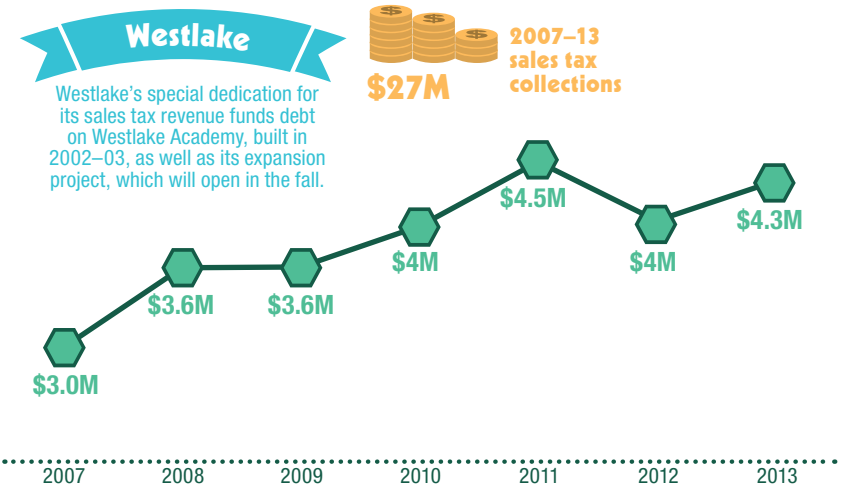 Westlake
Westlake's special dedication for
its sales tax revenue funds debt
on Westlake Academy, built in
2002–03, as well as its expansion
project, which will open in the fall.
$ $ $
$27M
2007–13
sales tax
collections
$3.0M
$3.6M
$3.6M
$4M
$4.5M
$4M
$4.3M
2007 2008 2009 2010 2011 2012 2013